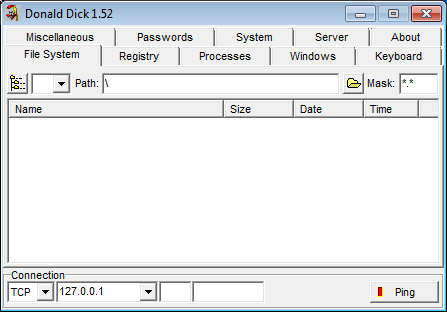 Donald Dick 1.52
Miscellaneous Passwords System Server About
File System Registry Processes Windows Keyboard
Path: \ Mask: *.*
Name Size Date Time
Connection
TCP 127.0.0.1 Ping